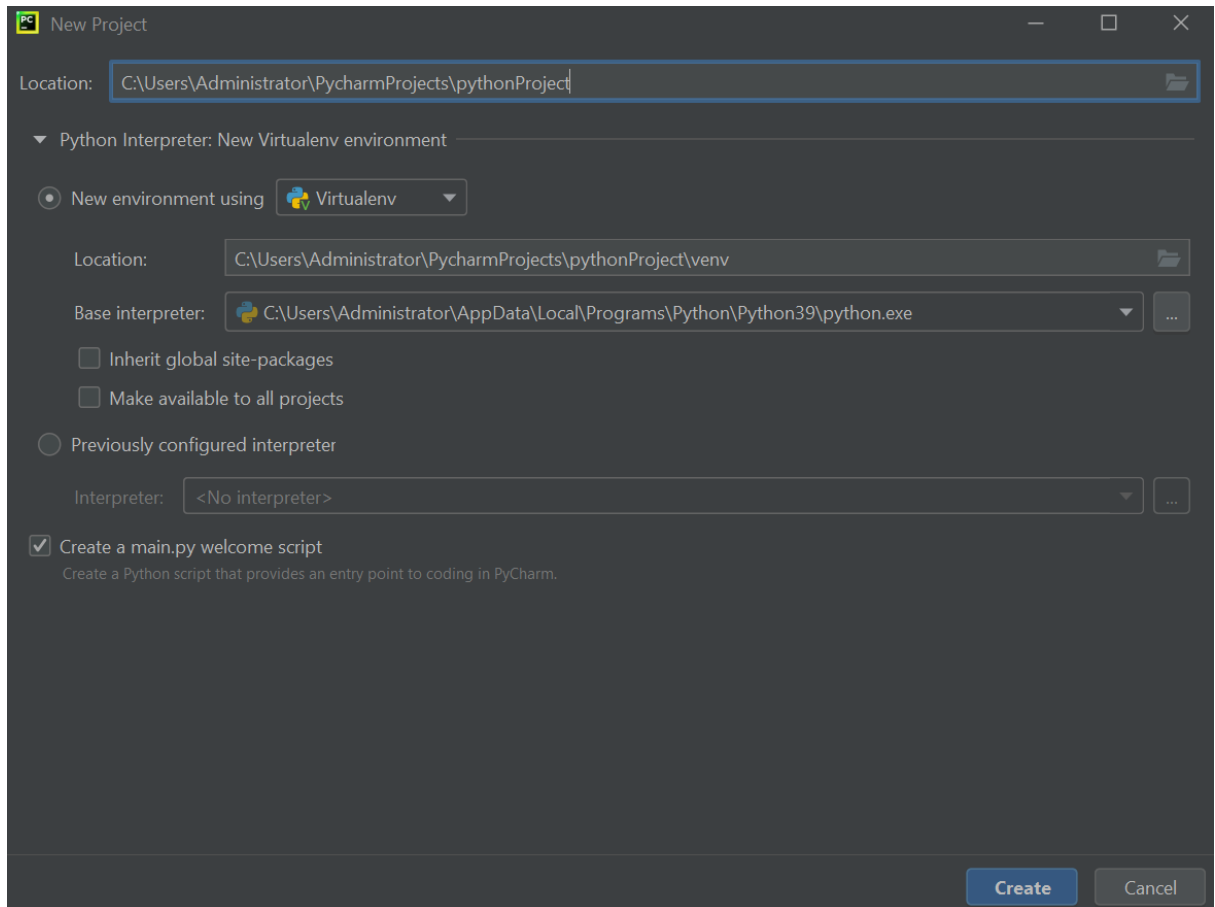 PC New Project
Location: C:\Users\Administrator\PycharmProjects\pythonProject
Python Interpreter: New Virtualenv environment
New environment using Virtualenv
Location: C:\Users\Administrator\PycharmProjects\pythonProject\venv
Base interpreter: C:\Users\Administrator\AppData\Local\Programs\Python\Python39\python.exe ...
Inherit global site-packages
Make available to all projects
Previously configured interpreter
Interpreter: <No interpreter> ...
Create a main.py welcome script
Create a Python script that provides an entry point to coding in PyCharm.
Create Cancel